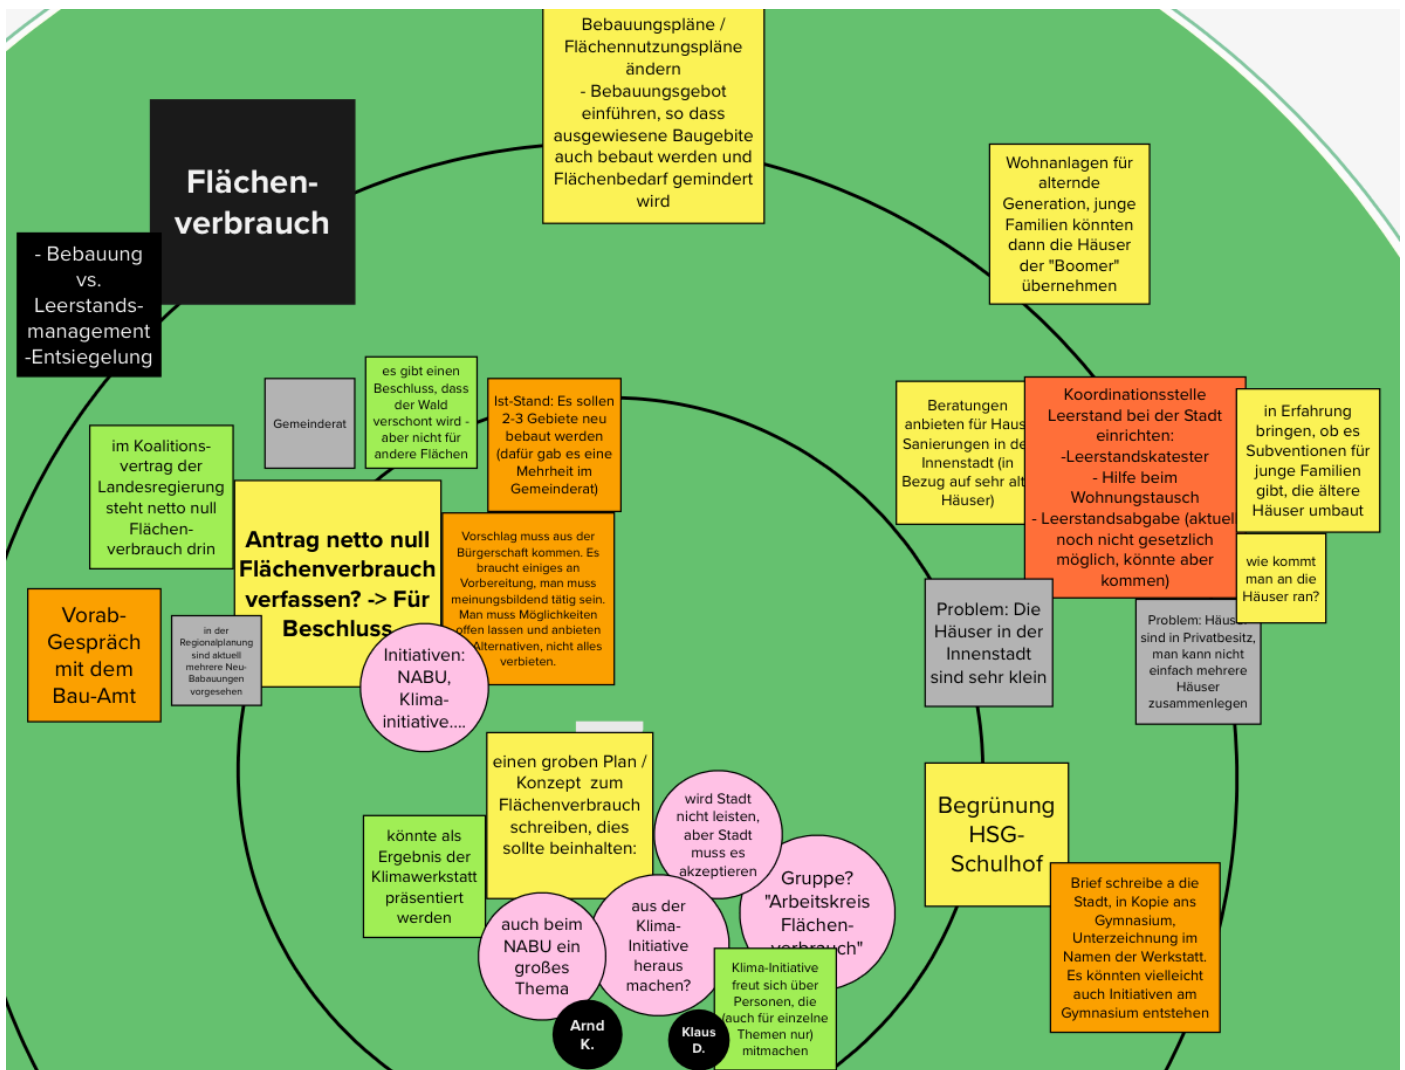 Bebauungspläne /
Flächennutzungspläne
ändern
- Bebauungsgebot
einführen, so dass
ausgewiesene Baugebite
auch bebaut werden und
Flächenbedarf gemindert
wird
Flächen-
verbrauch
- Bebauung
vs.
Leerstands-
management
-Entsiegelung
Wohnanlagen für
alternde
Generation, junge
Familien könnten
dann die Häuser
der "Boomer"
übernehmen
Gemeinderat
es gibt einen
Beschluss, dass
der Wald
verschont wird -
aber nicht für
andere Flächen
Ist-Stand: Es sollen
2-3 Gebiete neu
bebaut werden
(dafür gab es eine
Mehrheit im
Gemeinderat)
im Koalitions-
vertrag der
Landesregierung
steht netto null
Flächen-
verbrauch drin
Antrag netto null
Flächenverbrauch
verfassen? -> Für
Beschluss
Vorschlag muss aus der
Bürgerschaft kommen. Es
braucht einiges an
Vorbereitung, man muss
meinungsbildend tätig sein.
Man muss Möglichkeiten
offen lassen und anbieten
Alternativen, nicht alles
verbieten.
Vorab-
Gespräch
mit dem
Bau-Amt
in der
Regionalplanung
sind aktuell
mehrere Neu-
Babauungen
vorgesehen
Initiativen:
NABU,
Klima-
initiative....
Beratungen
anbieten für Haus
Sanierungen in de
Innenstadt (in
Bezug auf sehr alt
Häuser)
Koordinationsstelle
Leerstand bei der Stadt
einrichten:
-Leerstandskatester
- Hilfe beim
Wohnungstausch
- Leerstandsabgabe (aktuell
noch nicht gesetzlich
möglich, könnte aber
kommen)
in Erfahrung
bringen, ob es
Subventionen für
junge Familien
gibt, die ältere
Häuser umbaut
wie kommt
man an die
Häuser ran?
Problem: Die
Häuser in der
Innenstadt
sind sehr klein
Problem: Häuser
sind in Privatbesitz,
man kann nicht
einfach mehrere
Häuser
zusammenlegen
einen groben Plan /
Konzept zum
Flächenverbrauch
schreiben, dies
sollte beinhalten:
könnte als
Ergebnis der
Klimawerkstatt
präsentiert
werden
wird Stadt
nicht leisten,
aber Stadt
muss es
akzeptieren
Gruppe?
"Arbeitskreis
Flächen-
verbrauch"
auch beim
NABU ein
großes
Thema
aus der
Klima-
Initiative
heraus
machen?
Klima-Initiative
freut sich über
Personen, die
(auch für einzelne
Themen nur)
mitmachen
Arnd
K.
Klaus
D.
Begrünung
HSG-
Schulhof
Brief schreibe a die
Stadt, in Kopie ans
Gymnasium,
Unterzeichnung im
Namen der Werkstatt.
Es könnten vielleicht
auch Initiativen am
Gymnasium entstehen